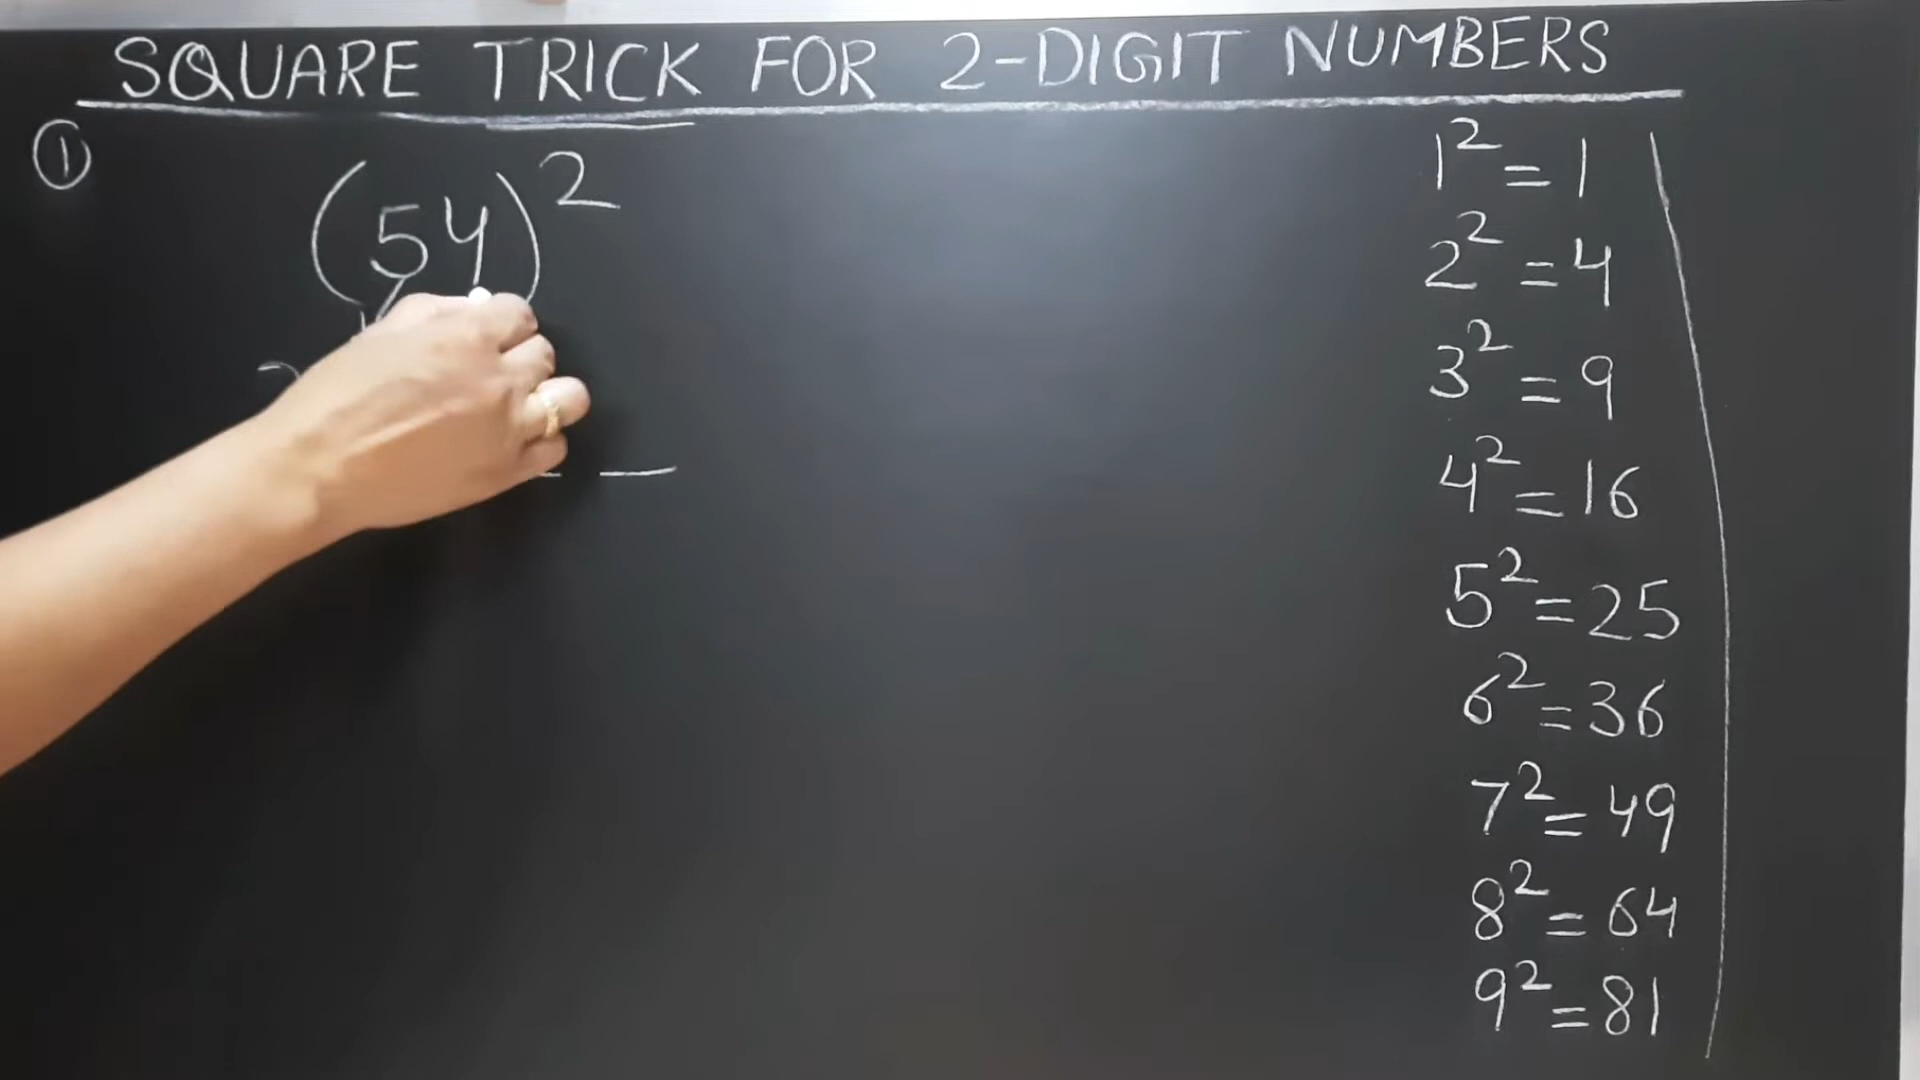 SQUARE TRICK FOR 2-DIGIT NUMBERS
①
(54)²
1² = 1
2² = 4
3² = 9
4² = 16
5² = 25
6² = 36
7² = 49
8² = 64
9² = 81